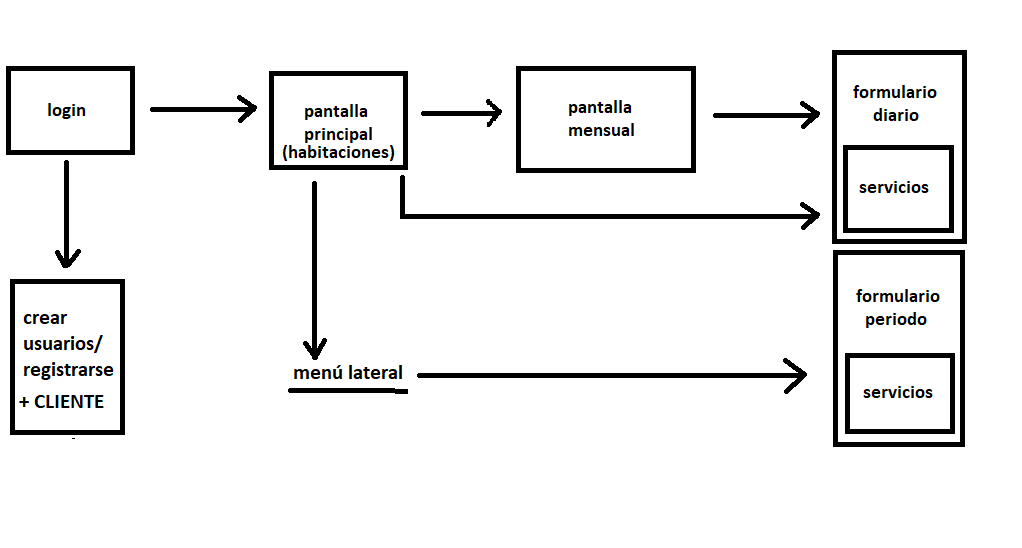 login
pantalla
principal
(habitaciones)
pantalla
mensual
formulario
diario
servicios
crear
usuarios/
registrarse
+ CLIENTE
menú lateral
formulario
periodo
servicios